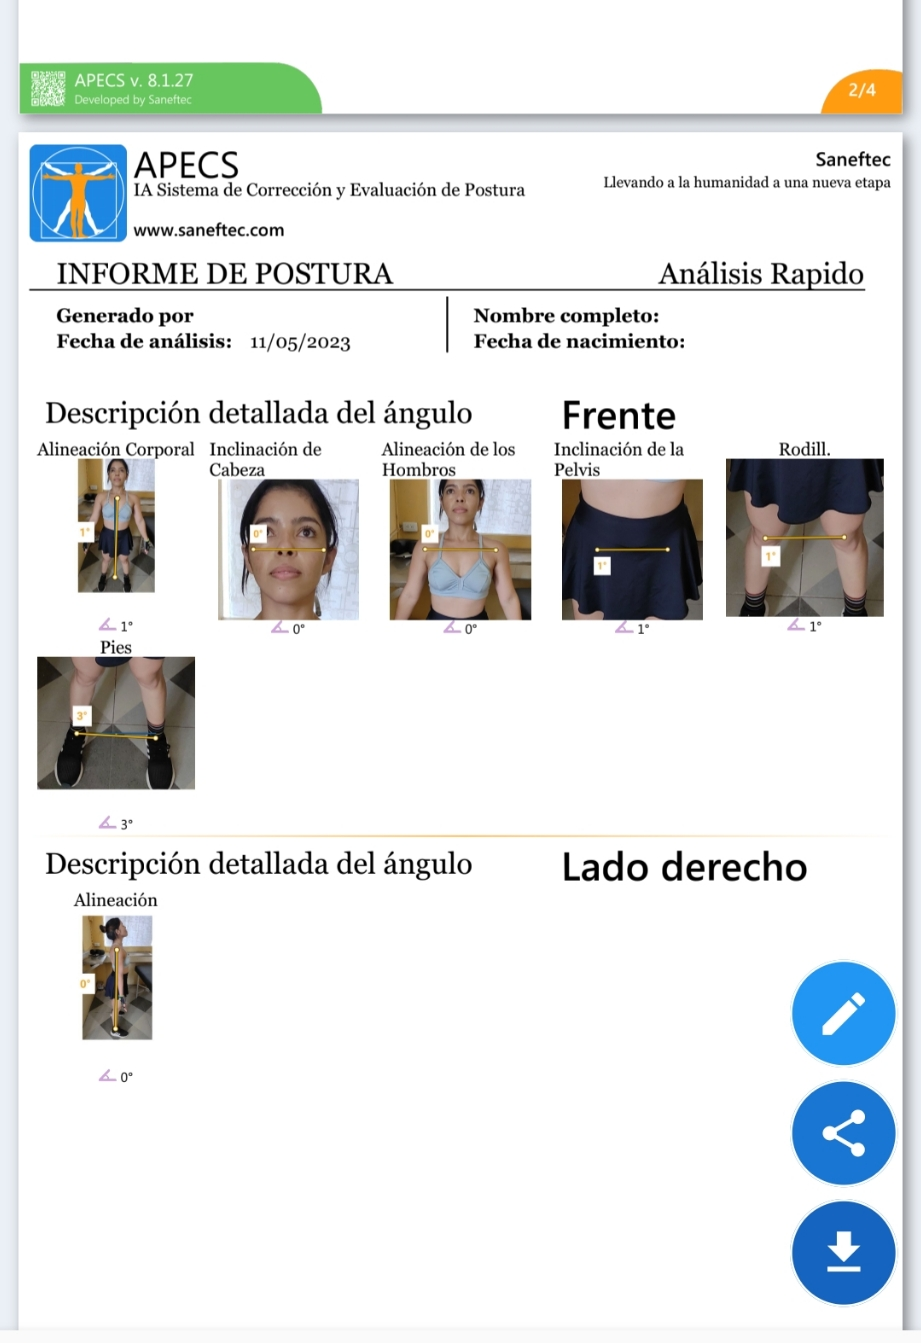 APECS v. 8.1.27
Developed by Saneftec
2/4
APECS
IA Sistema de Corrección y Evaluación de Postura
www.saneftec.com
Saneftec
Llevando a la humanidad a una nueva etapa
INFORME DE POSTURA
Análisis Rapido
Generado por
Fecha de análisis: 11/05/2023
Nombre completo:
Fecha de nacimiento:
Descripción detallada del ángulo
Frente
Alineación Corporal
1°
1°
Inclinación de
Cabeza
0°
0°
Alineación de los
Hombros
0°
0°
Inclinación de la
Pelvis
1°
1°
Rodill.
1°
1°
Pies
3°
3°
Descripción detallada del ángulo
Lado derecho
Alineación
0°
0°